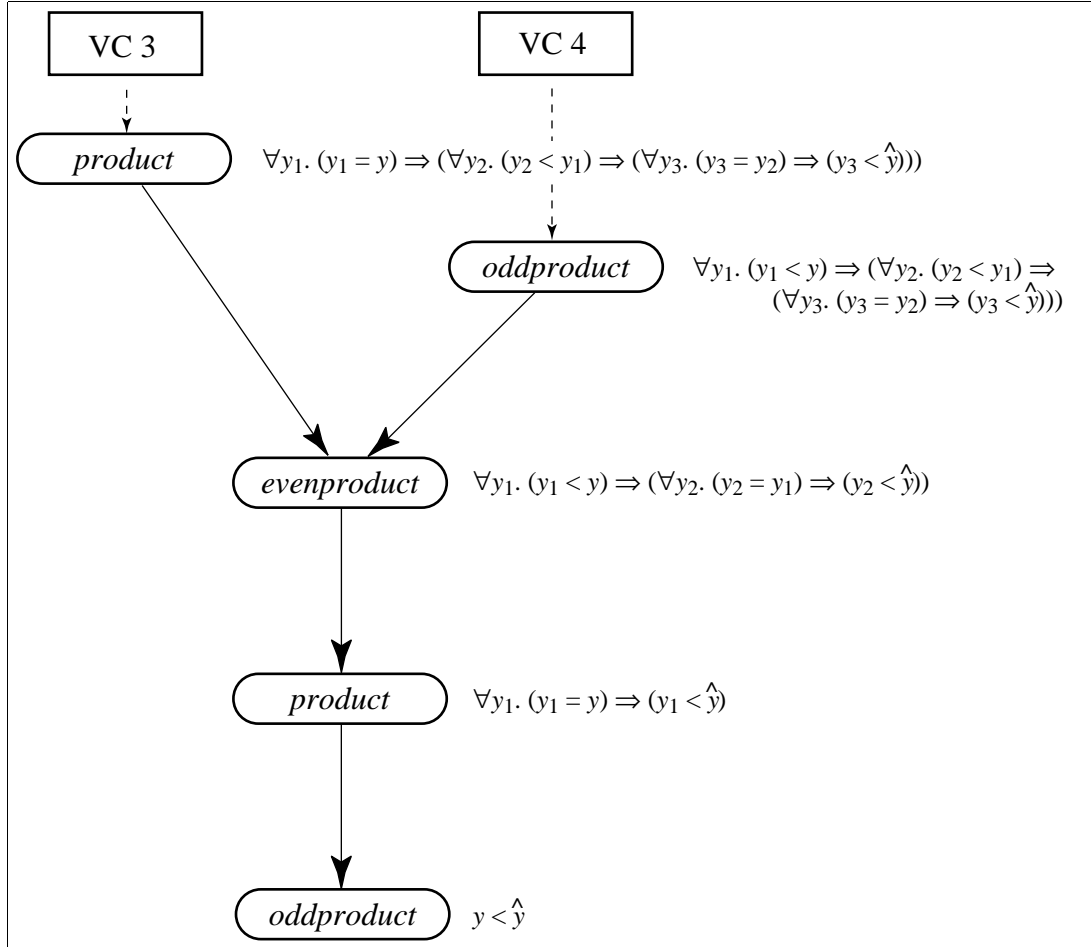 VC 3
VC 4
product
∀y₁. (y₁ = y) ⇒ (∀y₂. (y₂ < y₁) ⇒ (∀y₃. (y₃ = y₂) ⇒ (y₃ < ŷ)))
oddproduct
∀y₁. (y₁ < y) ⇒ (∀y₂. (y₂ < y₁) ⇒
(∀y₃. (y₃ = y₂) ⇒ (y₃ < ŷ)))
evenproduct
∀y₁. (y₁ < y) ⇒ (∀y₂. (y₂ = y₁) ⇒ (y₂ < ŷ))
product
∀y₁. (y₁ = y) ⇒ (y₁ < ŷ)
oddproduct
y < ŷ